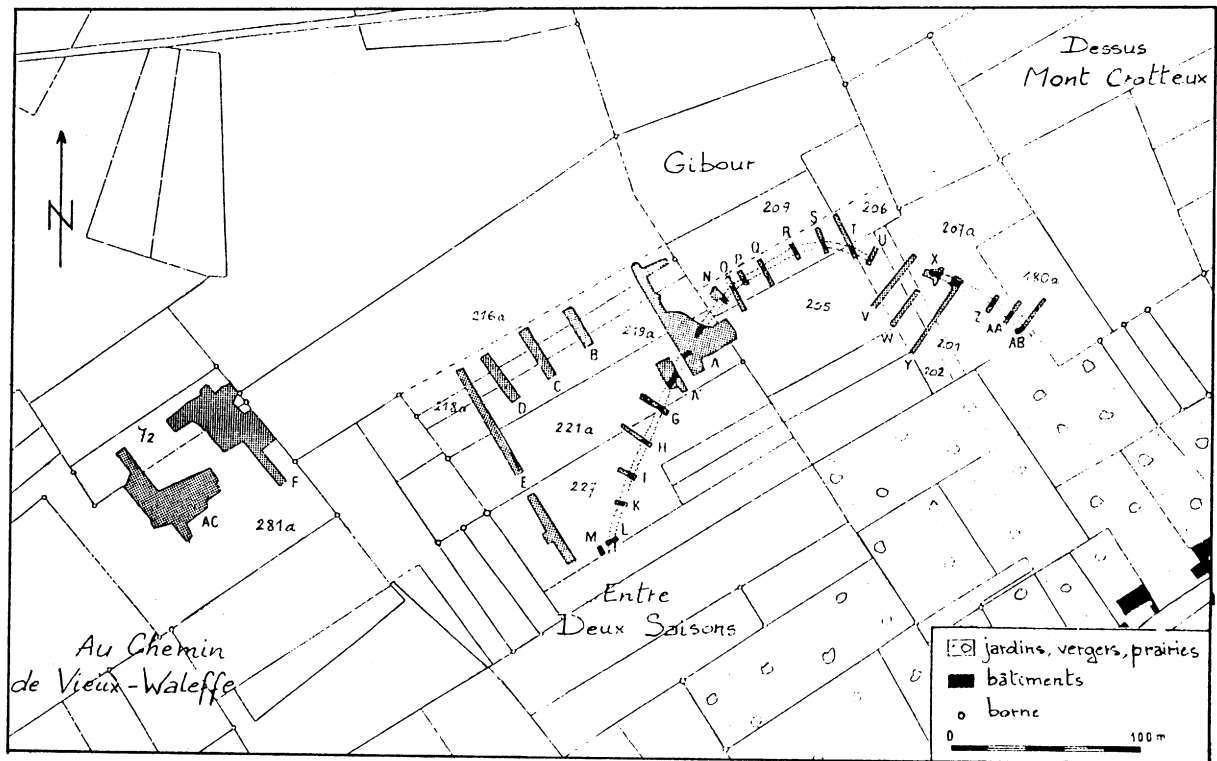 Dessus
Mont Crotteux
Gibour
N
209
206
207a
180a
S
T
U
R
Q
P
O
N
X
Z
AA
AB
V
W
Y
205
201
202
216a
219a
B
C
D
A
A'
G
218a
221a
H
E
I
227
K
L
M
72
F
AC
281a
Entre
Deux Saisons
Au Chemin
de Vieux-Waleffe
jardins, vergers, prairies
bâtiments
borne
0 100 m